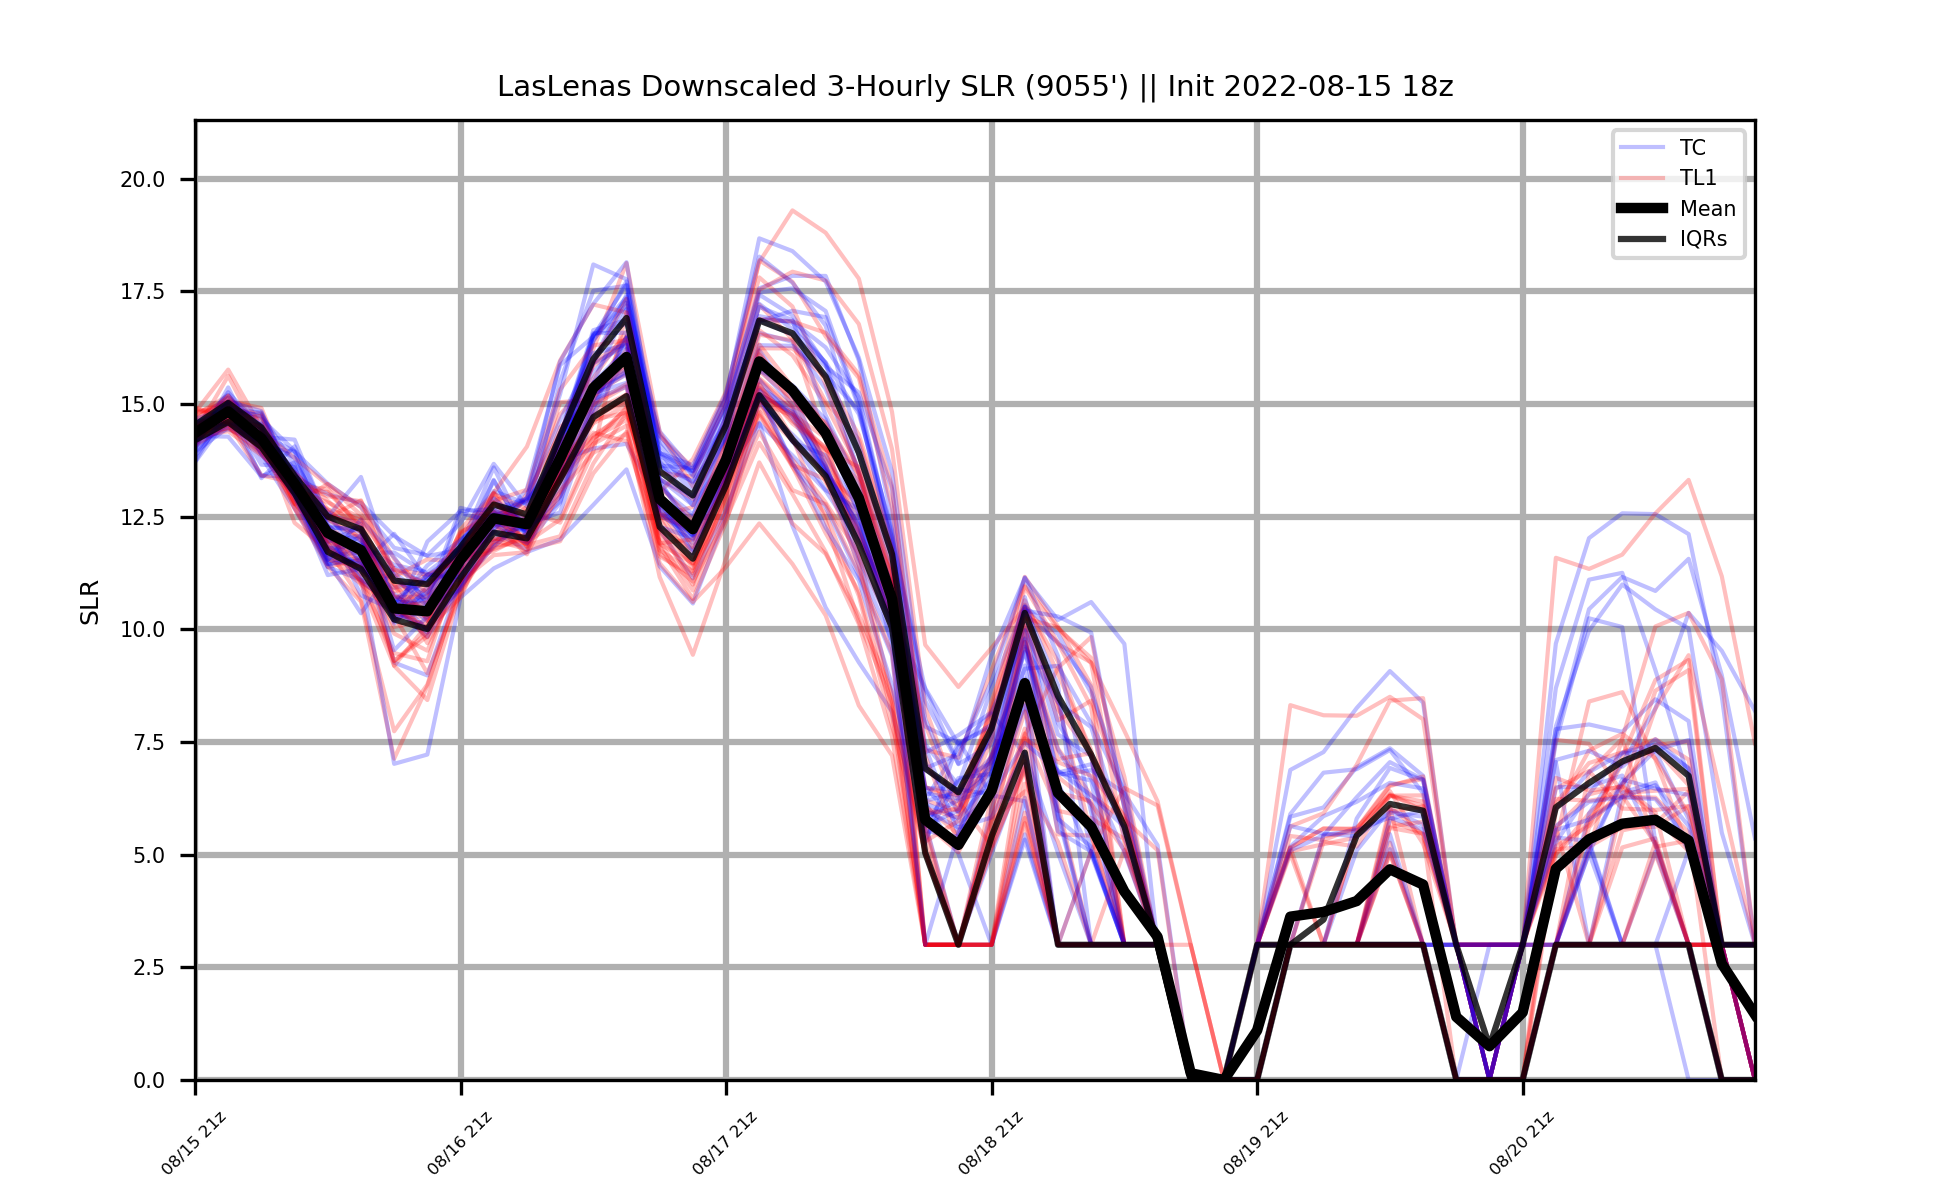 LasLenas Downscaled 3-Hourly SLR (9055') || Init 2022-08-15 18z
TC
TL1
Mean
IQRs
SLR
20.0
17.5
15.0
12.5
10.0
7.5
5.0
2.5
0.0
08/15 21z
08/16 21z
08/17 21z
08/18 21z
08/19 21z
08/20 21z